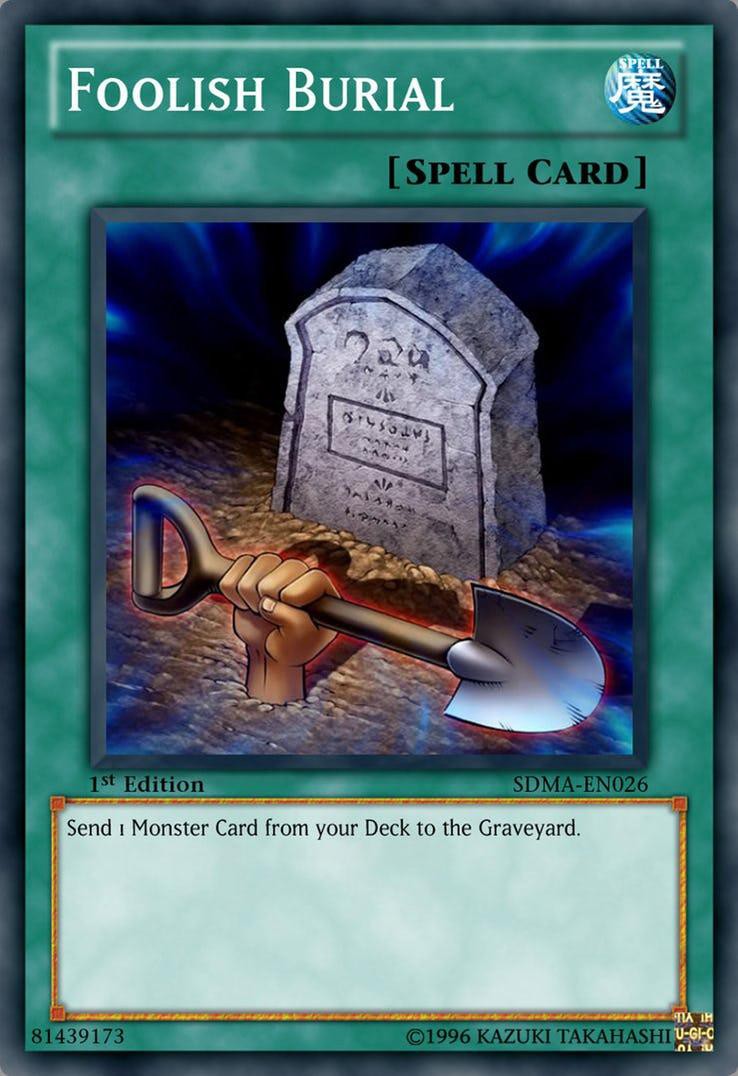 FOOLISH BURIAL
SPELL
魔
[SPELL CARD]
1st Edition
SDMA-EN026
Send 1 Monster Card from your Deck to the Graveyard.
81439173
©1996 KAZUKI TAKAHASHI
U-GI-O